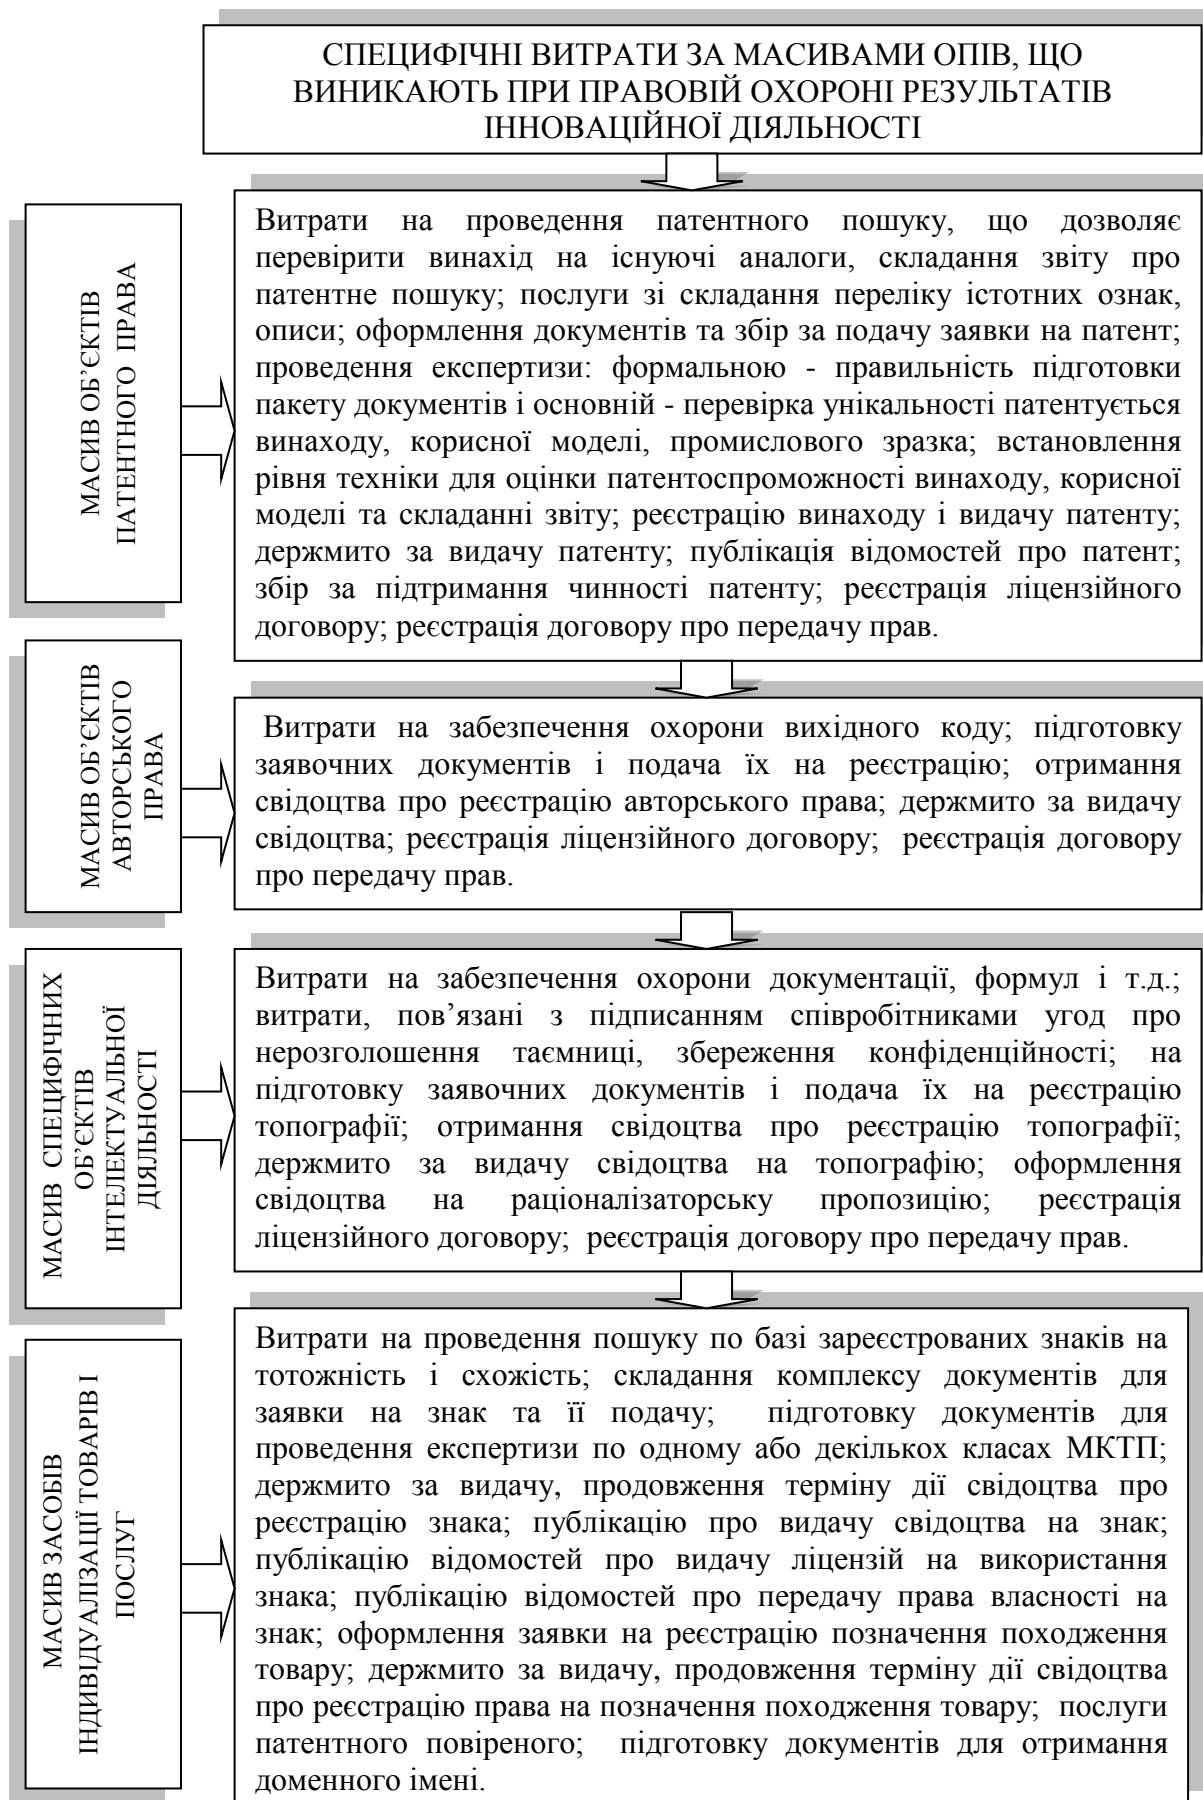 СПЕЦИФІЧНІ ВИТРАТИ ЗА МАСИВАМИ ОПІВ, ЩО
ВИНИКАЮТЬ ПРИ ПРАВОВІЙ ОХОРОНІ РЕЗУЛЬТАТІВ
ІННОВАЦІЙНОЇ ДІЯЛЬНОСТІ
МАСИВ ОБ’ЄКТІВ
ПАТЕНТНОГО ПРАВА
Витрати на проведення патентного пошуку, що дозволяє
перевірити винахід на існуючі аналоги, складання звіту про
патентне пошуку; послуги зі складання переліку істотних ознак,
описи; оформлення документів та збір за подачу заявки на патент;
проведення експертизи: формальною - правильність підготовки
пакету документів і основній - перевірка унікальності патентується
винаходу, корисної моделі, промислового зразка; встановлення
рівня техніки для оцінки патентоспроможності винаходу, корисної
моделі та складанні звіту; реєстрацію винаходу і видачу патенту;
держмито за видачу патенту; публікація відомостей про патент;
збір за підтримання чинності патенту; реєстрація ліцензійного
договору; реєстрація договору про передачу прав.
МАСИВ ОБ’ЄКТІВ
АВТОРСЬКОГО
ПРАВА
Витрати на забезпечення охорони вихідного коду; підготовку
заявочних документів і подача їх на реєстрацію; отримання
свідоцтва про реєстрацію авторського права; держмито за видачу
свідоцтва; реєстрація ліцензійного договору; реєстрація договору
про передачу прав.
МАСИВ СПЕЦИФІЧНИХ
ОБ’ЄКТІВ
ІНТЕЛЕКТУАЛЬНОЇ
ДІЯЛЬНОСТІ
Витрати на забезпечення охорони документації, формул і т.д.;
витрати, пов’язані з підписанням співробітниками угод про
нерозголошення таємниці, збереження конфіденційності; на
підготовку заявочних документів і подача їх на реєстрацію
топографії; отримання свідоцтва про реєстрацію топографії;
держмито за видачу свідоцтва на топографію; оформлення
свідоцтва на раціоналізаторську пропозицію; реєстрація
ліцензійного договору; реєстрація договору про передачу прав.
МАСИВ ЗАСОБІВ
ІНДИВІДУАЛІЗАЦІЇ ТОВАРІВ І
ПОСЛУГ
Витрати на проведення пошуку по базі зареєстрованих знаків на
тотожність і схожість; складання комплексу документів для
заявки на знак та її подачу; підготовку документів для
проведення експертизи по одному або декількох класах МКТП;
держмито за видачу, продовження терміну дії свідоцтва про
реєстрацію знака; публікацію про видачу свідоцтва на знак;
публікацію відомостей про видачу ліцензій на використання
знака; публікацію відомостей про передачу права власності на
знак; оформлення заявки на реєстрацію позначення походження
товару; держмито за видачу, продовження терміну дії свідоцтва
про реєстрацію права на позначення походження товару; послуги
патентного повіреного; підготовку документів для отримання
доменного імені.